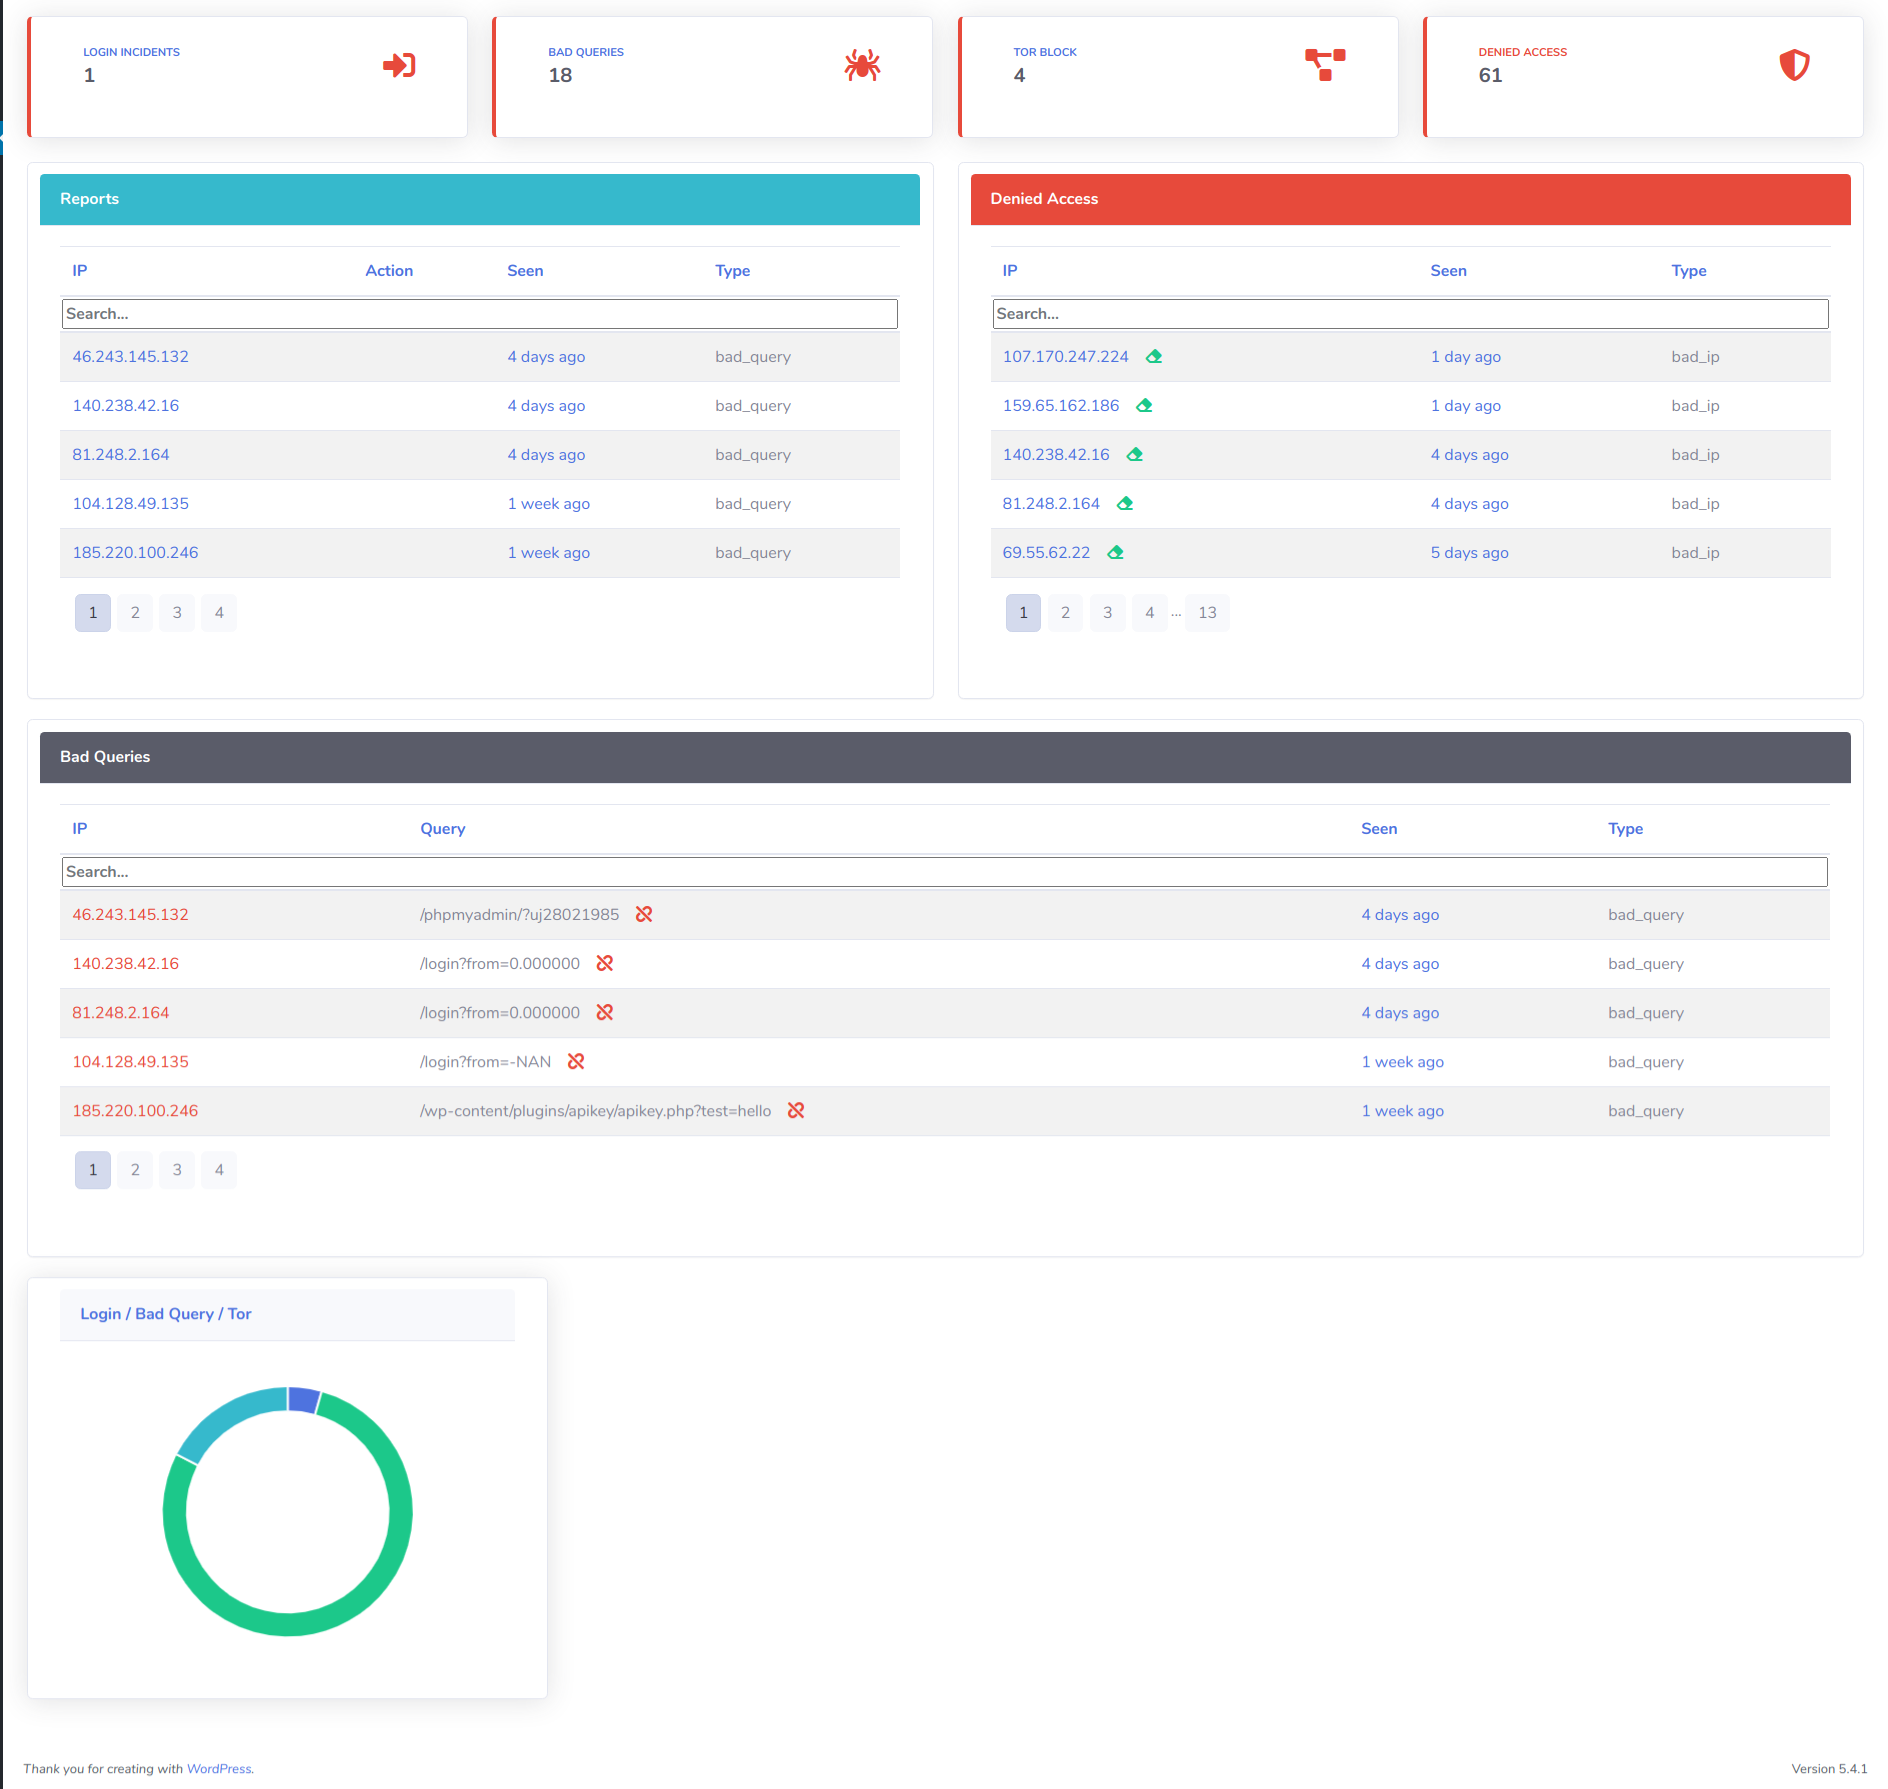 LOGIN INCIDENTS
1
BAD QUERIES
18
TOR BLOCK
4
DENIED ACCESS
61
Reports
IP Action Seen Type
Search...
46.243.145.132 4 days ago bad_query
140.238.42.16 4 days ago bad_query
81.248.2.164 4 days ago bad_query
104.128.49.135 1 week ago bad_query
185.220.100.246 1 week ago bad_query
1 2 3 4
Denied Access
IP Seen Type
Search...
107.170.247.224 1 day ago bad_ip
159.65.162.186 1 day ago bad_ip
140.238.42.16 4 days ago bad_ip
81.248.2.164 4 days ago bad_ip
69.55.62.22 5 days ago bad_ip
1 2 3 4 ... 13
Bad Queries
IP Query Seen Type
Search...
46.243.145.132 /phpmyadmin/?uj28021985 4 days ago bad_query
140.238.42.16 /login?from=0.000000 4 days ago bad_query
81.248.2.164 /login?from=0.000000 4 days ago bad_query
104.128.49.135 /login?from=-NAN 1 week ago bad_query
185.220.100.246 /wp-content/plugins/apikey/apikey.php?test=hello 1 week ago bad_query
1 2 3 4
Login / Bad Query / Tor
Thank you for creating with WordPress.
Version 5.4.1